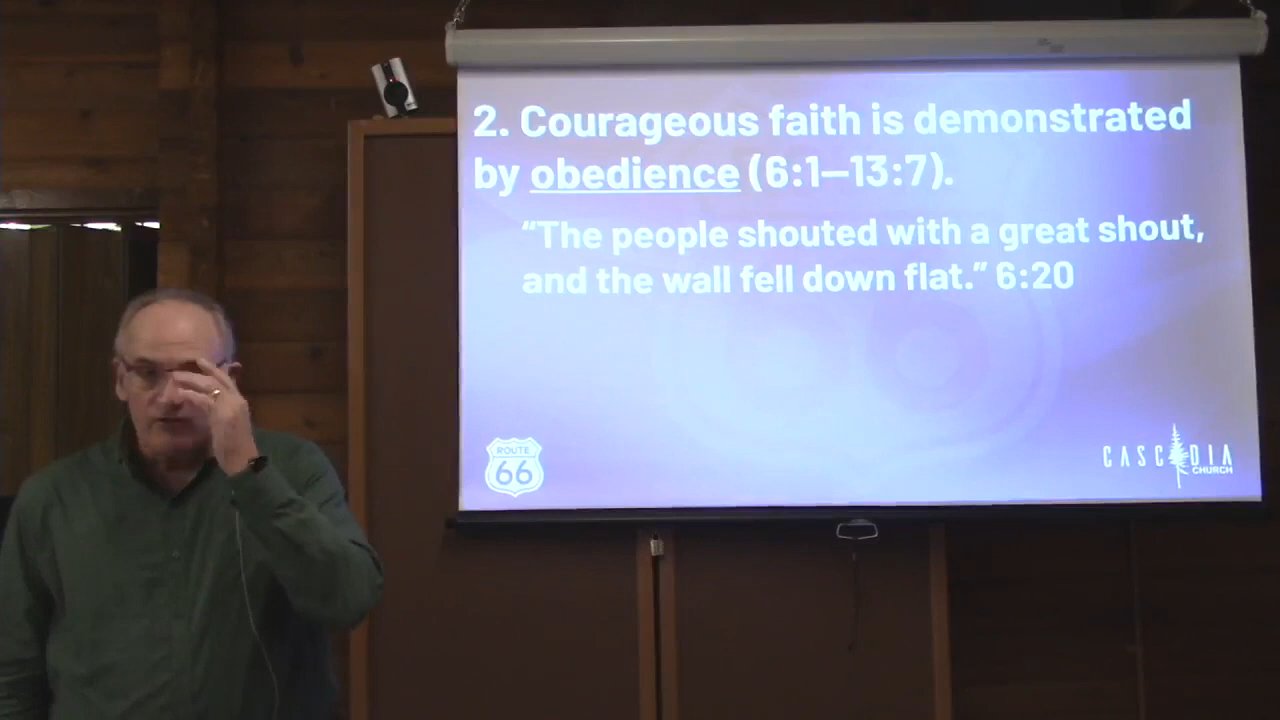 2. Courageous faith is demonstrated
by obedience (6:1–13:7).
“The people shouted with a great shout,
and the wall fell down flat.” 6:20
ROUTE
66
CASCADIA
CHURCH